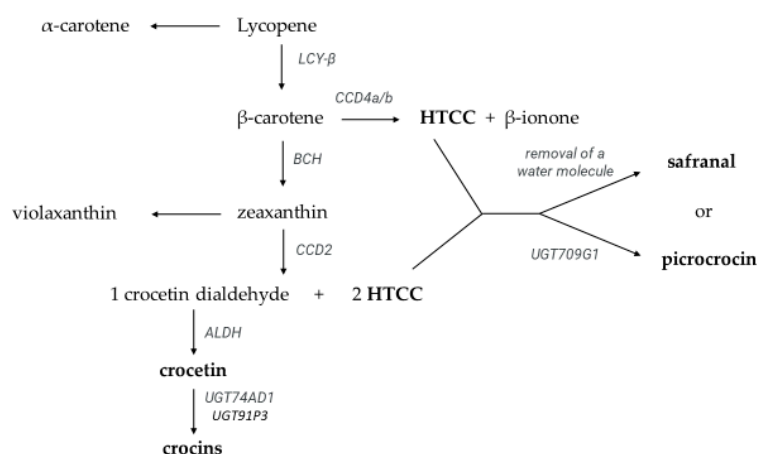 α-carotene Lycopene
LCY-β
CCD4a/b
β-carotene HTCC + β-ionone
BCH
removal of a
water molecule
safranal
violaxanthin zeaxanthin
or
CCD2
UGT709G1
picrocrocin
1 crocetin dialdehyde + 2 HTCC
ALDH
crocetin
UGT74AD1
UGT91P3
crocins